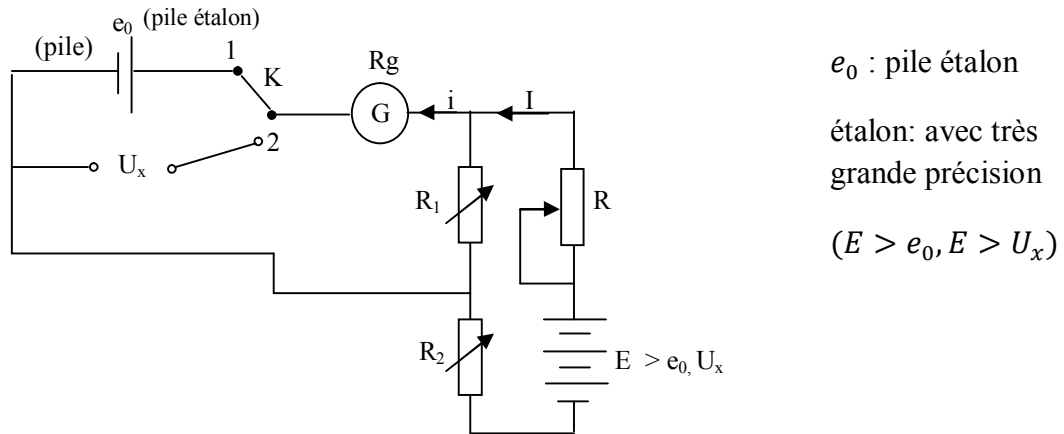 e₀ (pile étalon)
(pile)
1
K
Rg
G
i
I
2
Uₓ
R₁
R
R₂
E > e₀, Uₓ
e₀ : pile étalon
étalon: avec très
grande précision
(E > e₀, E > Uₓ)